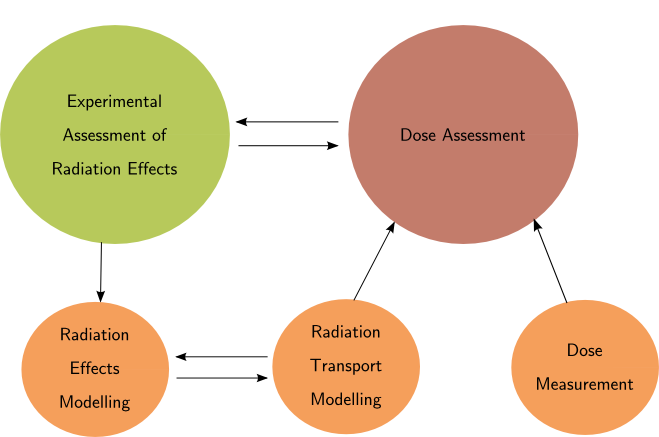 Experimental
Assessment of
Radiation Effects
Dose Assessment
Radiation
Effects
Modelling
Radiation
Transport
Modelling
Dose
Measurement